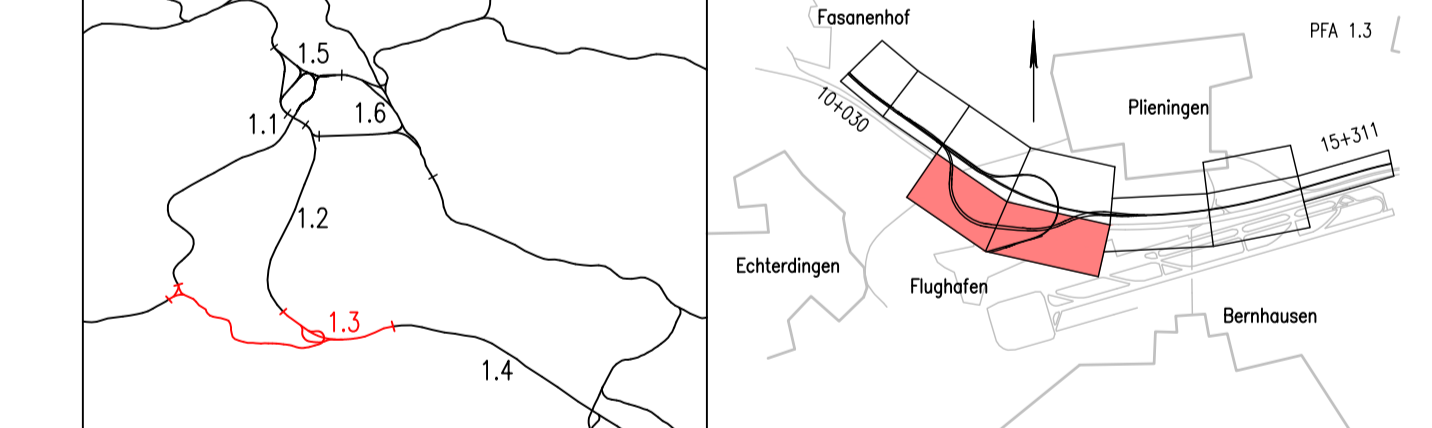 1.5
1.6
1.1
1.2
1.3
1.4
Fasanenhof
PFA 1.3
10+030
Plieningen
15+311
Echterdingen
Flughafen
Bernhausen